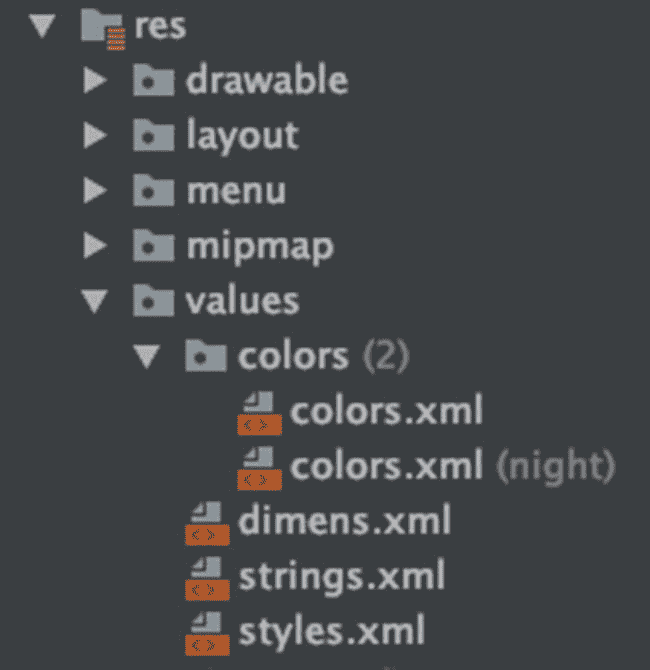 res
drawable
layout
menu
mipmap
values
colors (2)
colors.xml
colors.xml (night)
dimens.xml
strings.xml
styles.xml